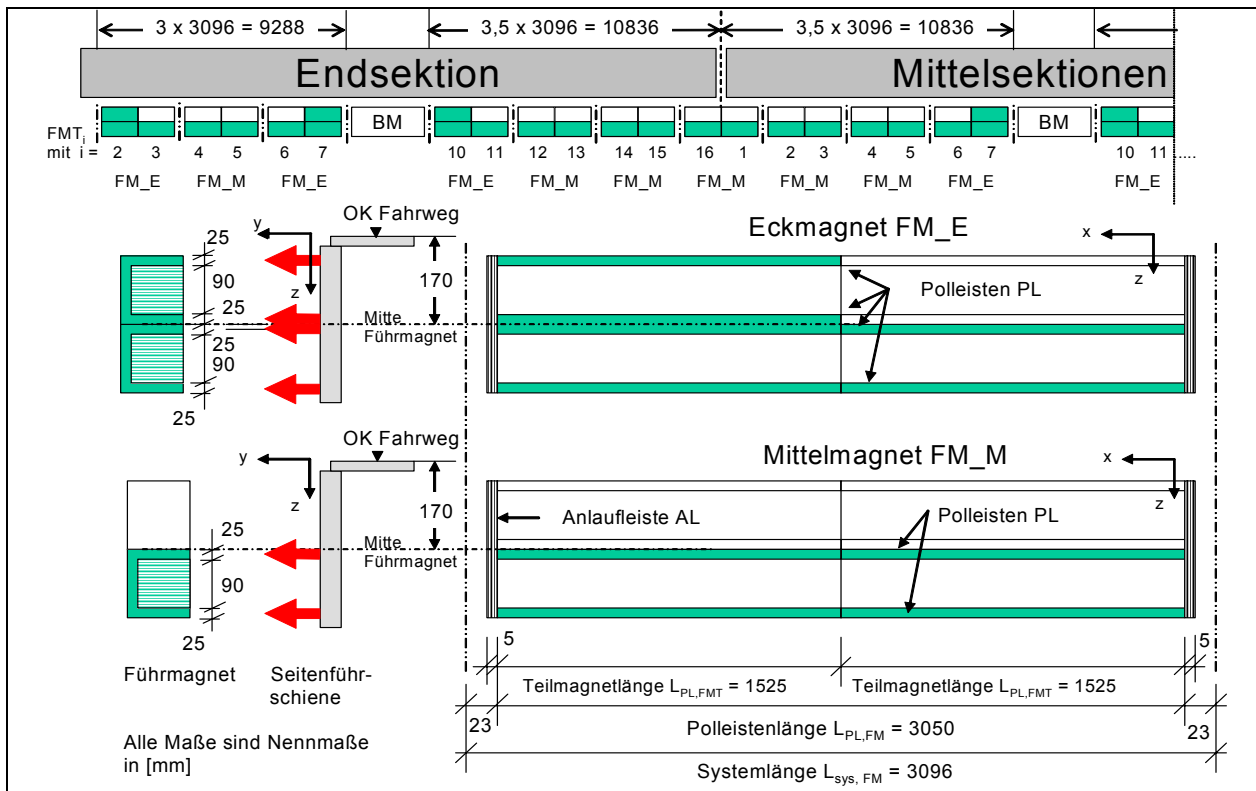 3 x 3096 = 9288 3,5 x 3096 = 10836 3,5 x 3096 = 10836
Endsektion Mittelsektionen
BM BM
FMTi
mit i = 2 3 4 5 6 7 10 11 12 13 14 15 16 1 2 3 4 5 6 7 10 11 .....
FM_E FM_M FM_E FM_E FM_M FM_M FM_M FM_M FM_M FM_E FM_E
OK Fahrweg
Eckmagnet FM_E
25
y
z
x
z
90
170
Polleisten PL
25
Mitte
Führmagnet
25
90
25
OK Fahrweg
Mittelmagnet FM_M
y
z
x
z
170
25
Anlaufleiste AL
Polleisten PL
Mitte
Führmagnet
90
25
5 5
Führmagnet
Seitenführ-
schiene
Teilmagnetlänge LPL,FMT = 1525 Teilmagnetlänge LPL,FMT = 1525
23 Polleistenlänge LPL,FM = 3050 23
Alle Maße sind Nennmaße
in [mm]
Systemlänge Lsys, FM = 3096